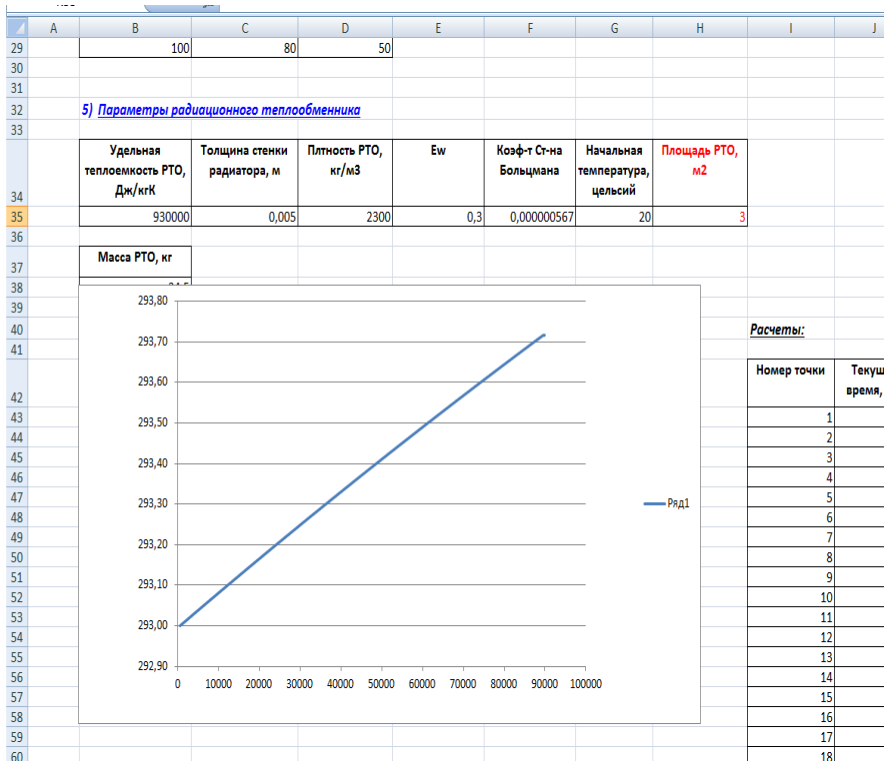 A B C D E F G H I J
29 100 80 50
30
31
32 5) Параметры радиационного теплообменника
33
Удельная теплоемкость РТО, Дж/кгК
Толщина стенки радиатора, м
Плтность РТО, кг/м3
Ew
Коэф-т Ст-на Больцмана
Начальная температура, цельсий
Площадь РТО, м2
34
35 930000 0,005 2300 0,3 0,000000567 20 3
36
37 Масса РТО, кг
38
39
40 Расчеты:
41
42 Номер точки Текущ
время,
43 1
44 2
45 3
46 4
47 5
48 6
49 7
50 8
51 9
52 10
53 11
54 12
55 13
56 14
57 15
58 16
59 17
60 18
293,80
293,70
293,60
293,50
293,40
293,30
293,20
293,10
293,00
292,90
0 10000 20000 30000 40000 50000 60000 70000 80000 90000 100000
Ряд1